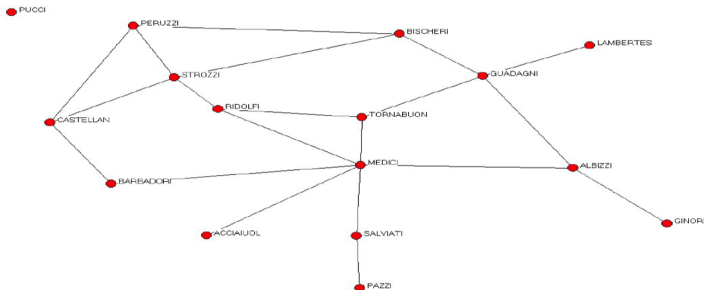 PUCCI
PERUZZI
BISCHERI
LAMBERTES
STROZZI
GUADAGNI
RIDOLFI
TORNABUON
CASTELLAN
MEDICI
ALBIZZI
BARBADORI
GINORI
ACCIAIUOL
SALVIATI
PAZZI